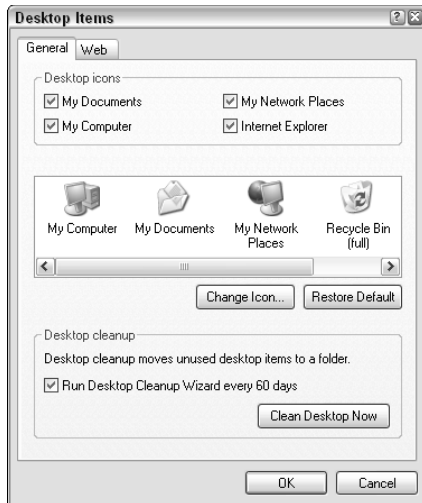 Desktop Items
General Web
Desktop icons
My Documents My Network Places
My Computer Internet Explorer
My Computer My Documents My Network Places Recycle Bin (full)
Change Icon... Restore Default
Desktop cleanup
Desktop cleanup moves unused desktop items to a folder.
Run Desktop Cleanup Wizard every 60 days
Clean Desktop Now
OK Cancel